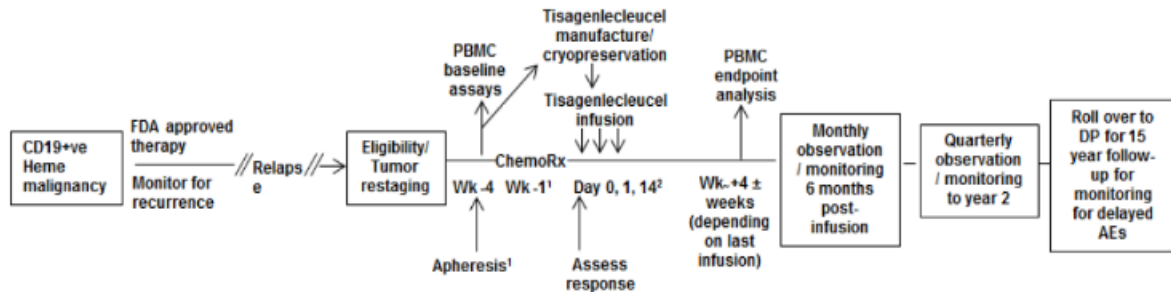 CD19+ve
Heme
malignancy
FDA approved
therapy
Monitor for
recurrence
Relaps
e
Eligibility/
Tumor
restaging
PBMC
baseline
assays
Tisagenlecleucel
manufacture/
cryopreservation
Tisagenlecleucel
infusion
ChemoRx
Wk -4
Wk -1¹
Day 0, 1, 14²
Apheresis¹
Assess
response
PBMC
endpoint
analysis
Wk~+4 ±
weeks
(depending
on last
infusion)
Monthly
observation
/ monitoring
6 months
post-
infusion
Quarterly
observation
/ monitoring
to year 2
Roll over to
DP for 15
year follow-
up for
monitoring
for delayed
AEs